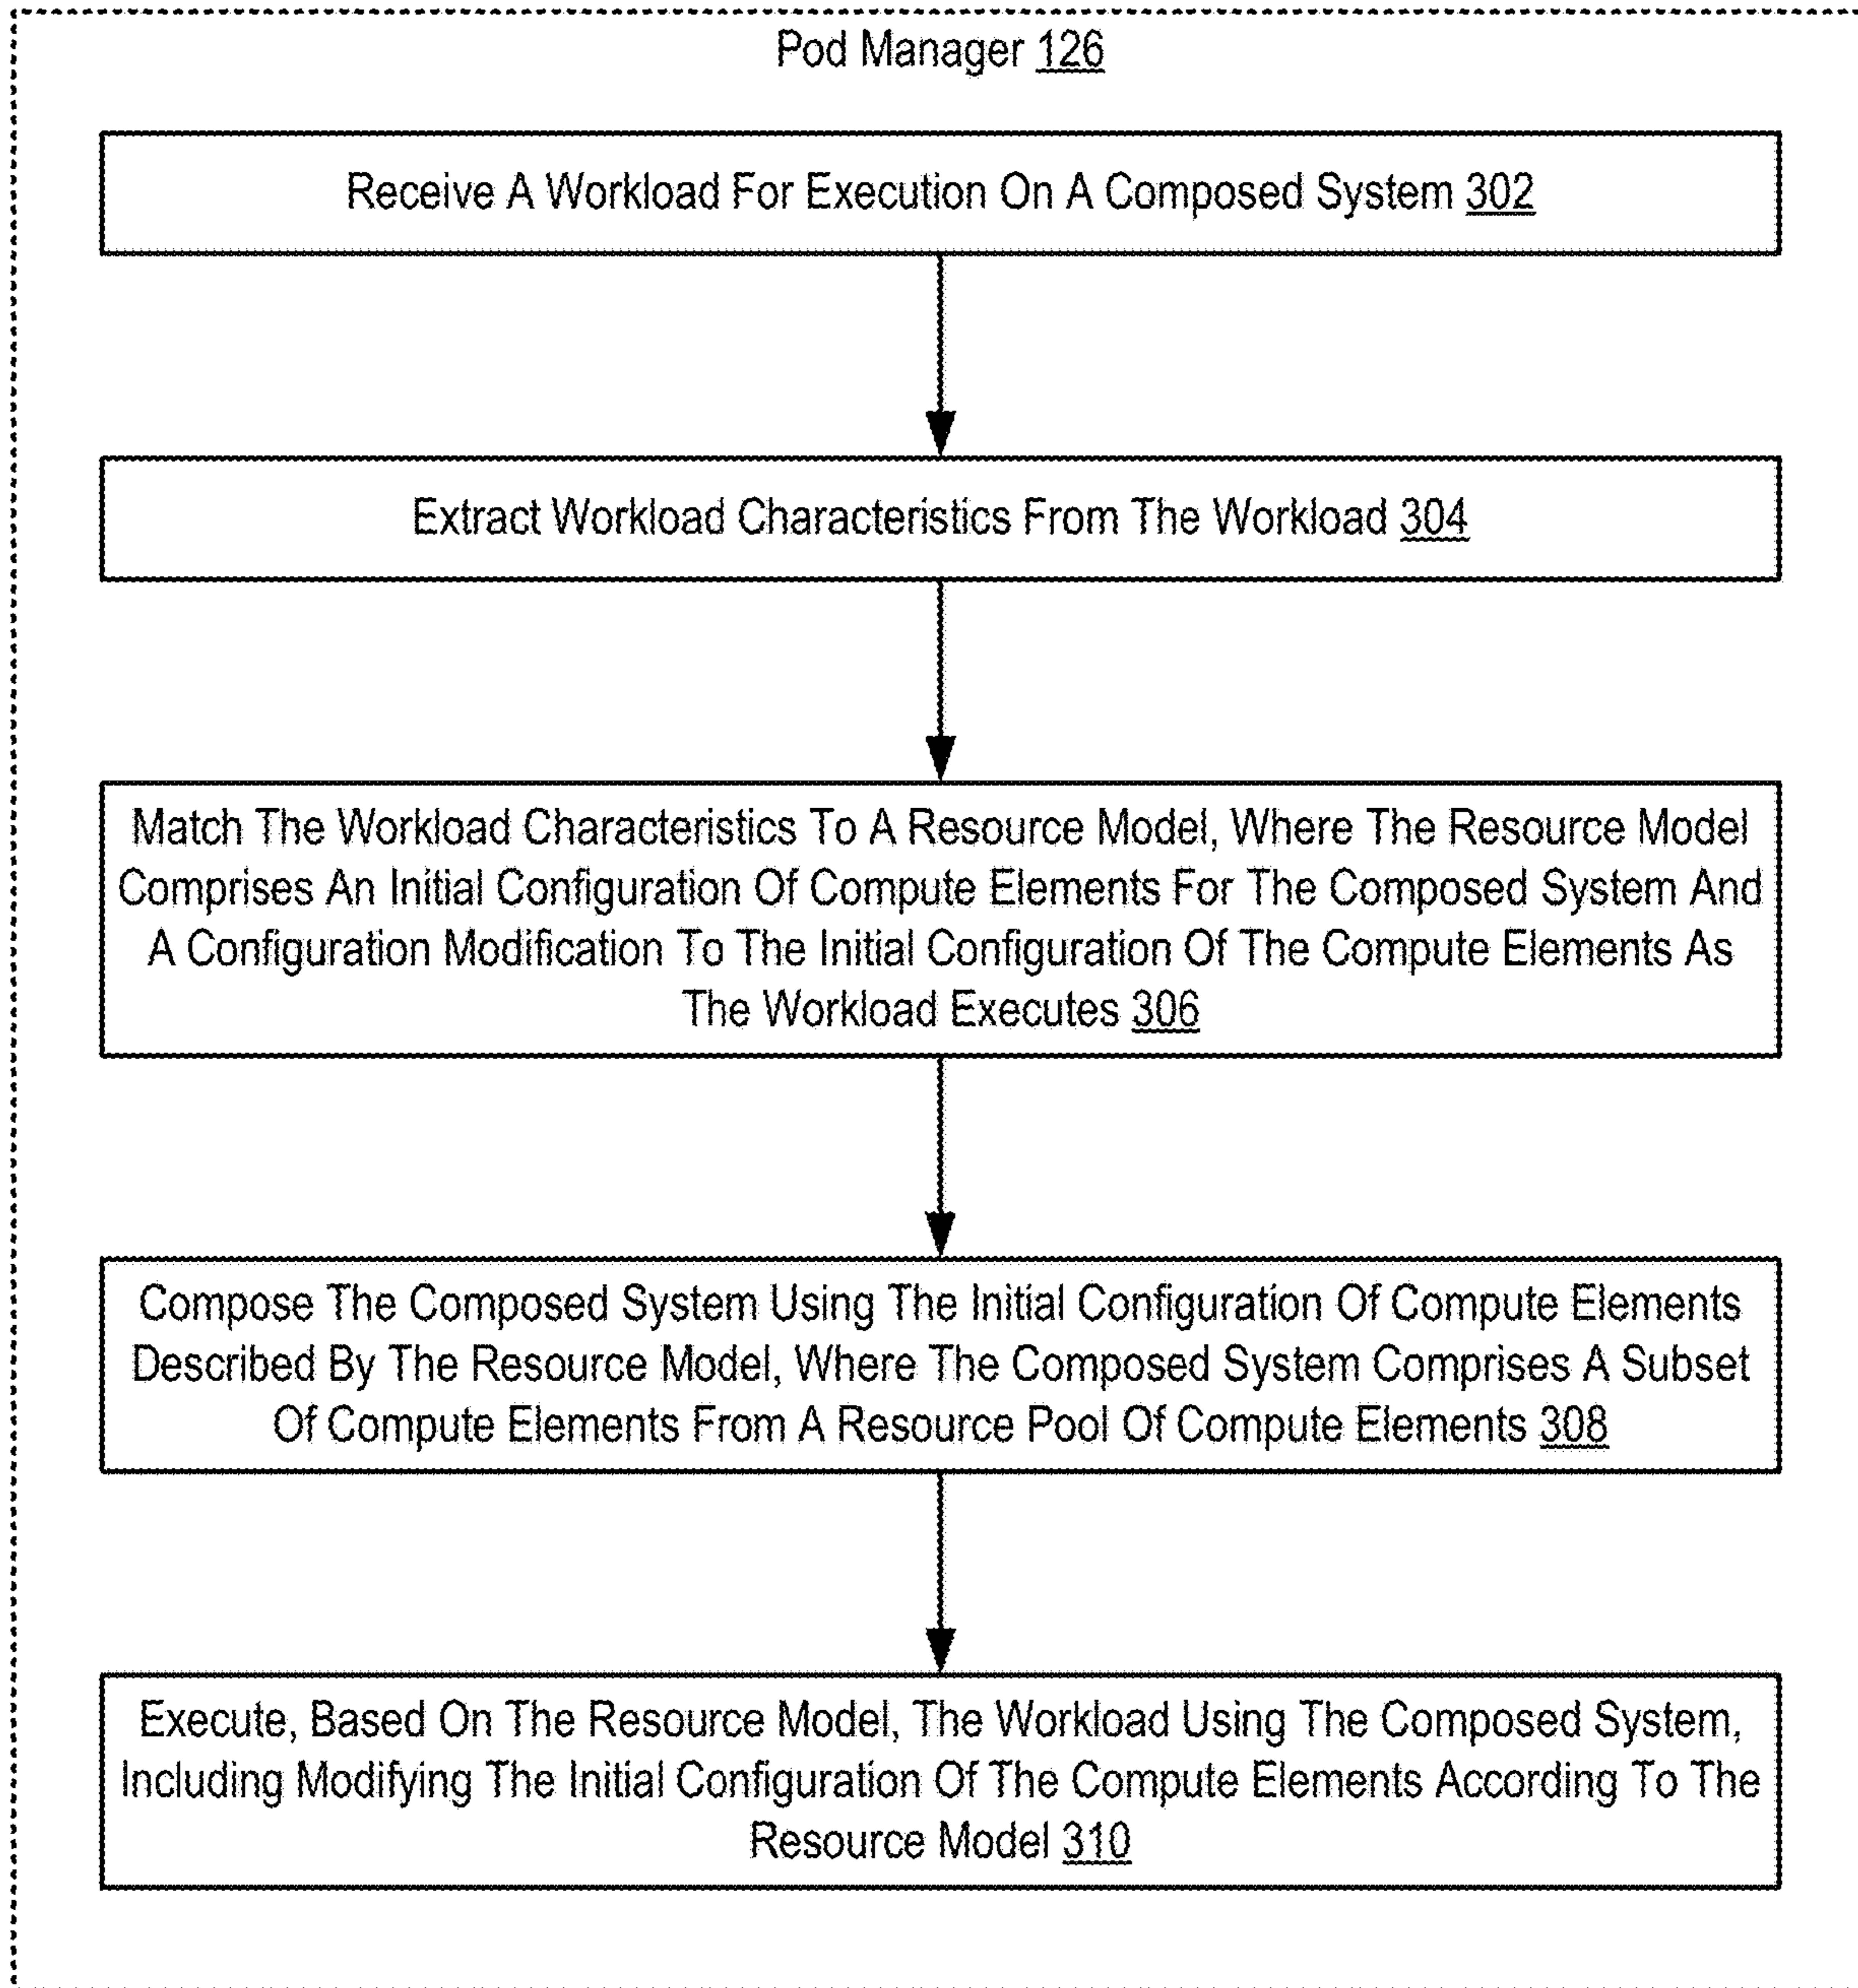 Pod Manager 126
Receive A Workload For Execution On A Composed System 302
Extract Workload Characteristics From The Workload 304
Match The Workload Characteristics To A Resource Model, Where The Resource Model
Comprises An Initial Configuration Of Compute Elements For The Composed System And
A Configuration Modification To The Initial Configuration Of The Compute Elements As
The Workload Executes 306
Compose The Composed System Using The Initial Configuration Of Compute Elements
Described By The Resource Model, Where The Composed System Comprises A Subset
Of Compute Elements From A Resource Pool Of Compute Elements 308
Execute, Based On The Resource Model, The Workload Using The Composed System,
Including Modifying The Initial Configuration Of The Compute Elements According To The
Resource Model 310